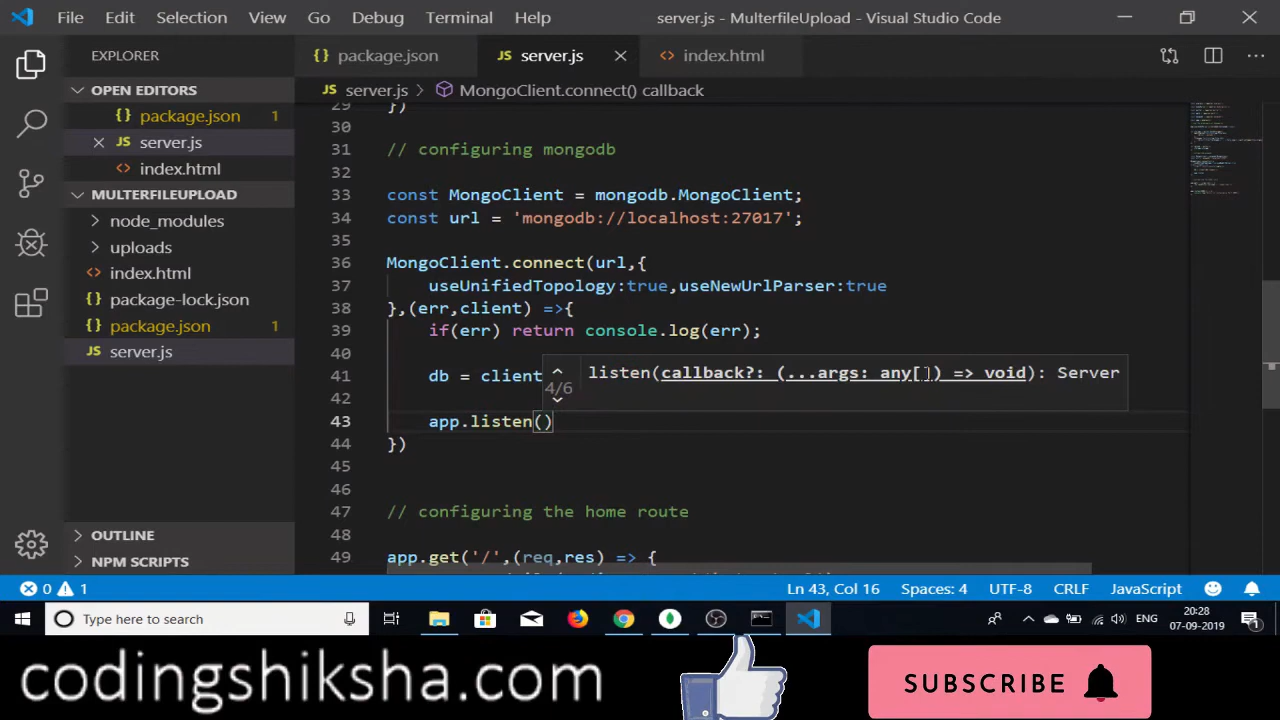 File Edit Selection View Go Debug Terminal Help server.js - MulterfileUpload - Visual Studio Code
EXPLORER
{} package.json JS server.js <> index.html
OPEN EDITORS
{} package.json 1
JS server.js
<> index.html
MULTERFILEUPLOAD
node_modules
uploads
<> index.html
{} package-lock.json
{} package.json 1
JS server.js
OUTLINE
NPM SCRIPTS
JS server.js > MongoClient.connect() callback
29 })
30
31 // configuring mongodb
32
33 const MongoClient = mongodb.MongoClient;
34 const url = 'mongodb://localhost:27017';
35
36 MongoClient.connect(url,{
37 useUnifiedTopology:true,useNewUrlParser:true
38 },(err,client) =>{
39 if(err) return console.log(err);
40
41 db = client
4/6 listen(callback?: (...args: any[]) => void): Server
42
43 app.listen()
44 })
45
46
47 // configuring the home route
48
49 app.get('/',(req,res) => {
0 1 Ln 43, Col 16 Spaces: 4 UTF-8 CRLF JavaScript
Type here to search
ENG
20:28
07-09-2019
1
codingshiksha.com
SUBSCRIBE